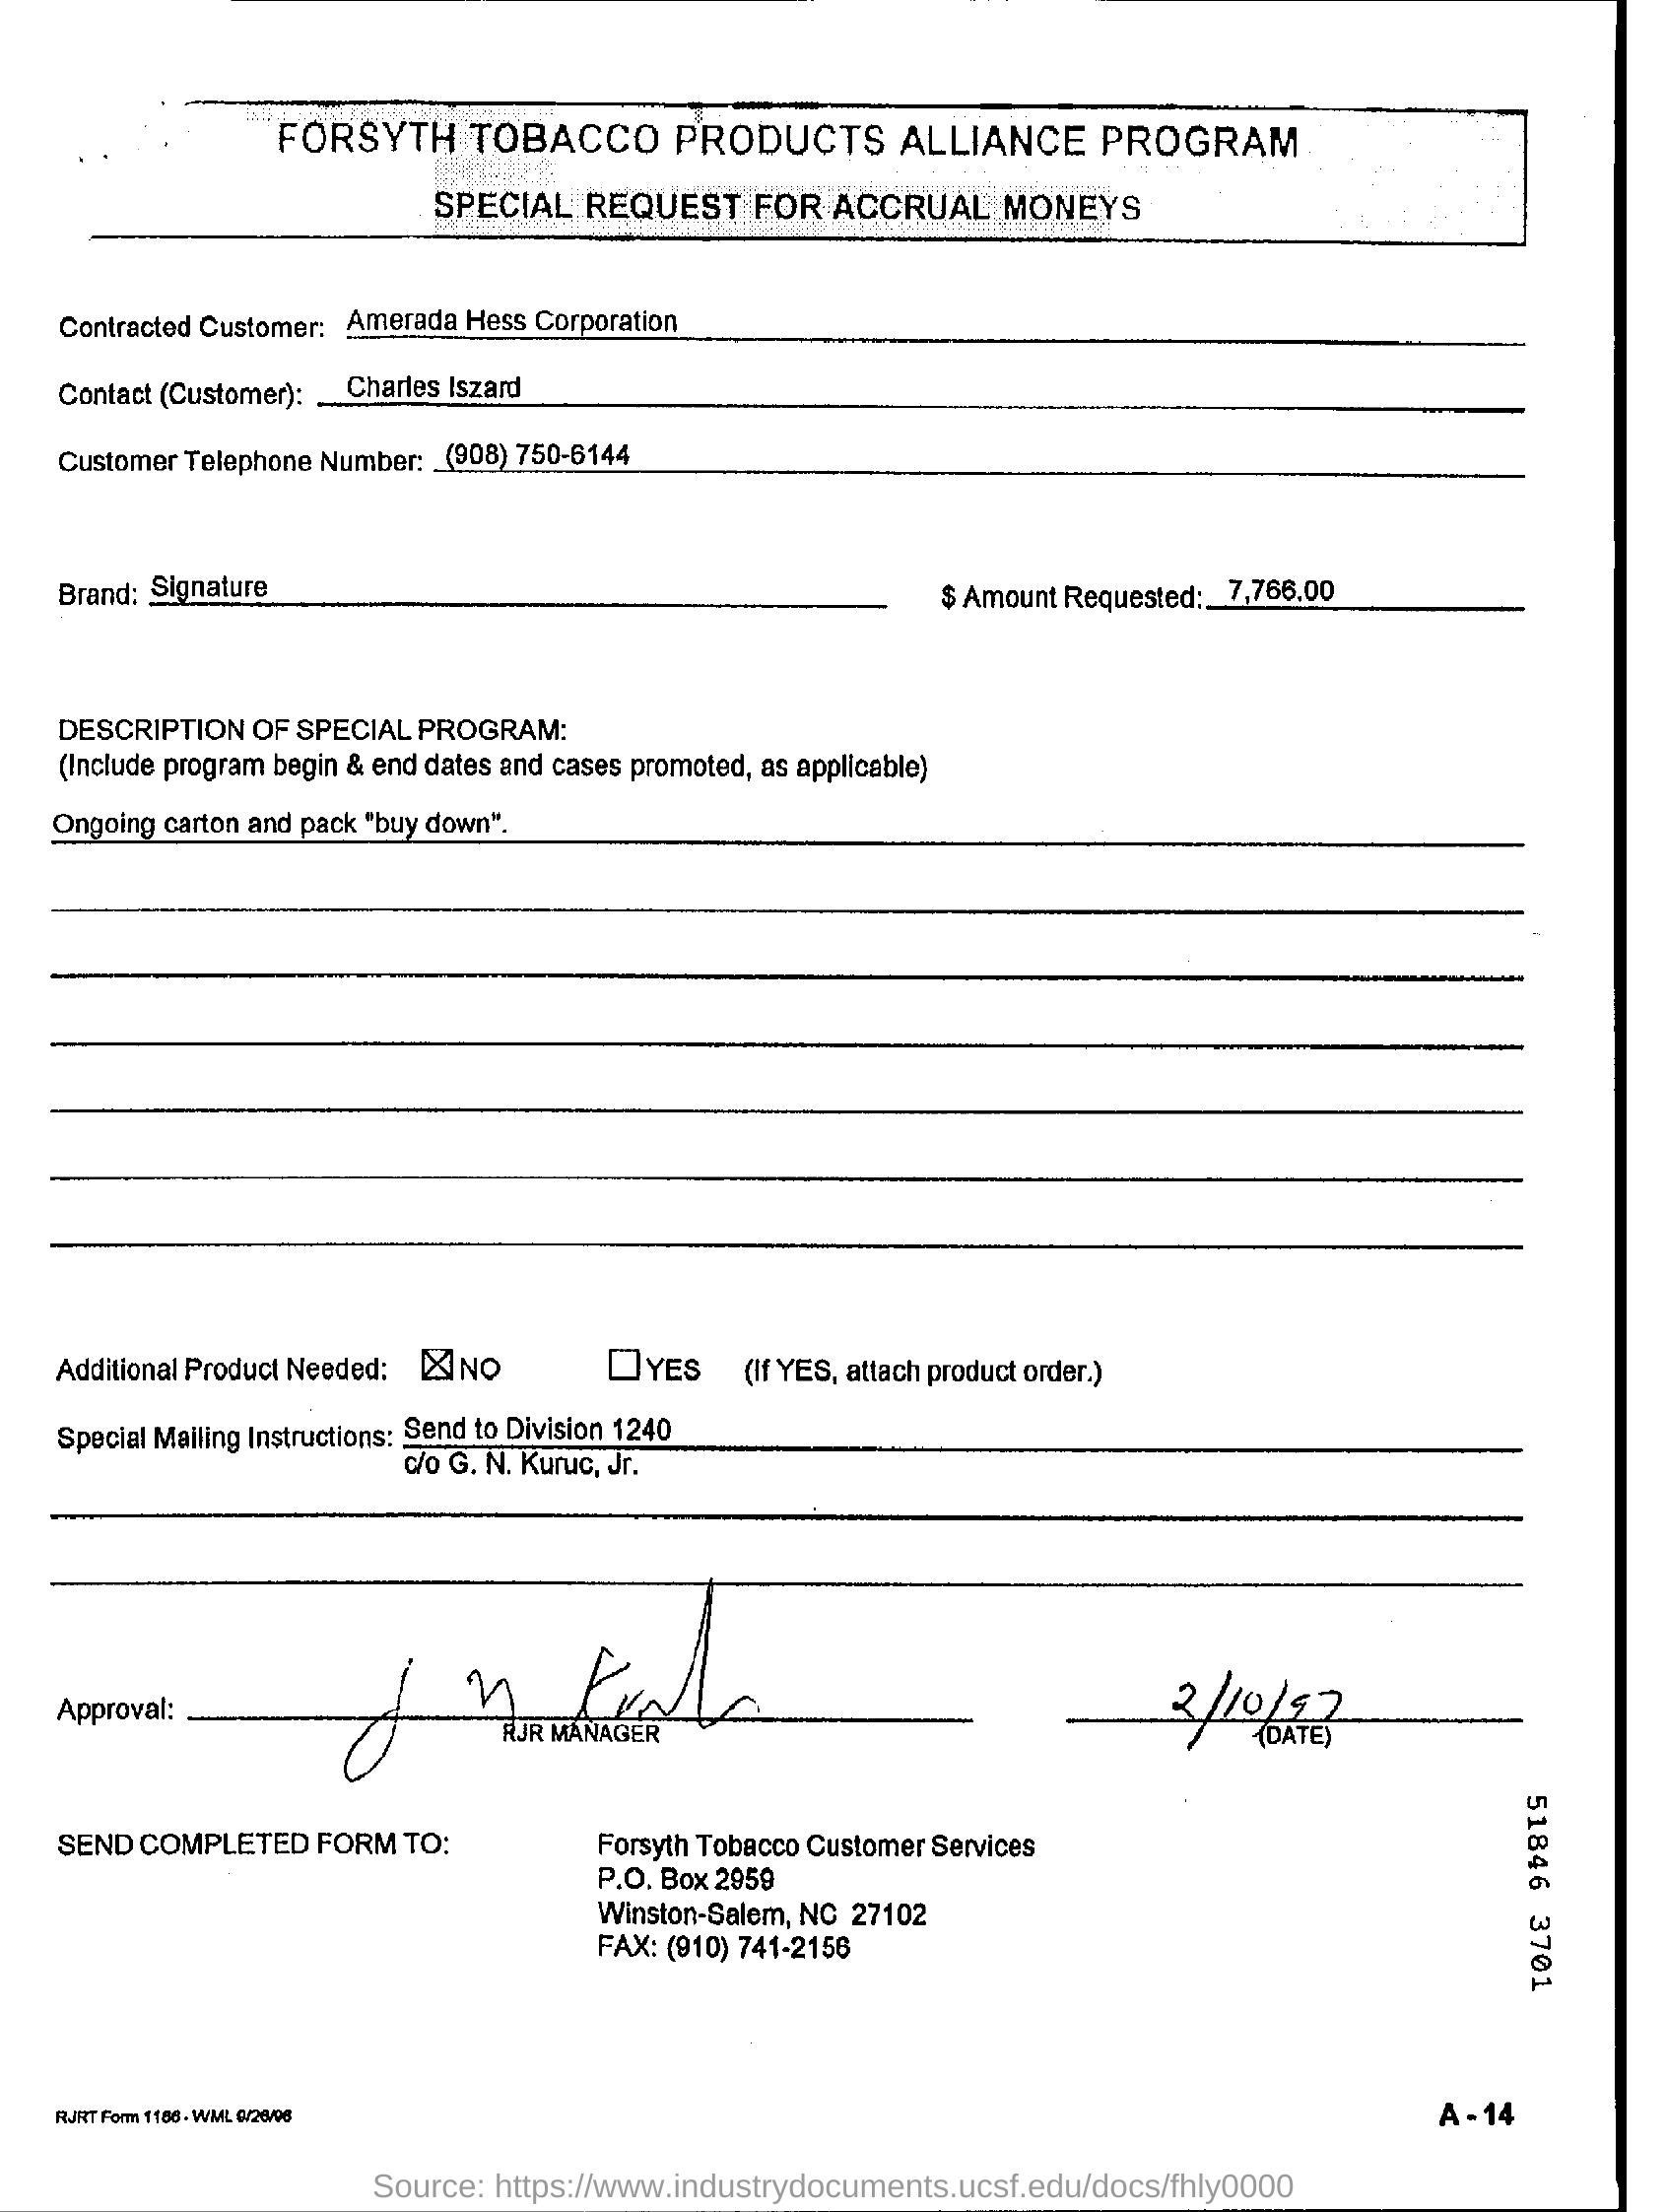 FORSYTH TOBACCO PRODUCTS ALLIANCE PROGRAM
SPECIAL REQUEST FOR ACCRUAL MONEYS
Contracted Customer: Amerada Hess Corporation
Contact (Customer): Charles Iszard
Customer Telephone Number: (908) 750-6144
Brand: Signature $ Amount Requested: 7,766.00
DESCRIPTION OF SPECIAL PROGRAM:
(Include program begin & end dates and cases promoted, as applicable)
Ongoing carton and pack "buy down".
Additional Product Needed: NO YES (If YES, attach product order.)
Special Mailing Instructions: Send to Division 1240
c/o G. N. Kuruc, Jr.
Approval: 2/10/97
RJR MANAGER (DATE)
SEND COMPLETED FORM TO: Forsyth Tobacco Customer Services
P.O. Box 2959
Winston-Salem, NC 27102
FAX: (910) 741-2156
51846 3701
RJRT Form 1166 - WML 9/26/96
A - 14
Source: https://www.industrydocuments.ucsf.edu/docs/fhly0000